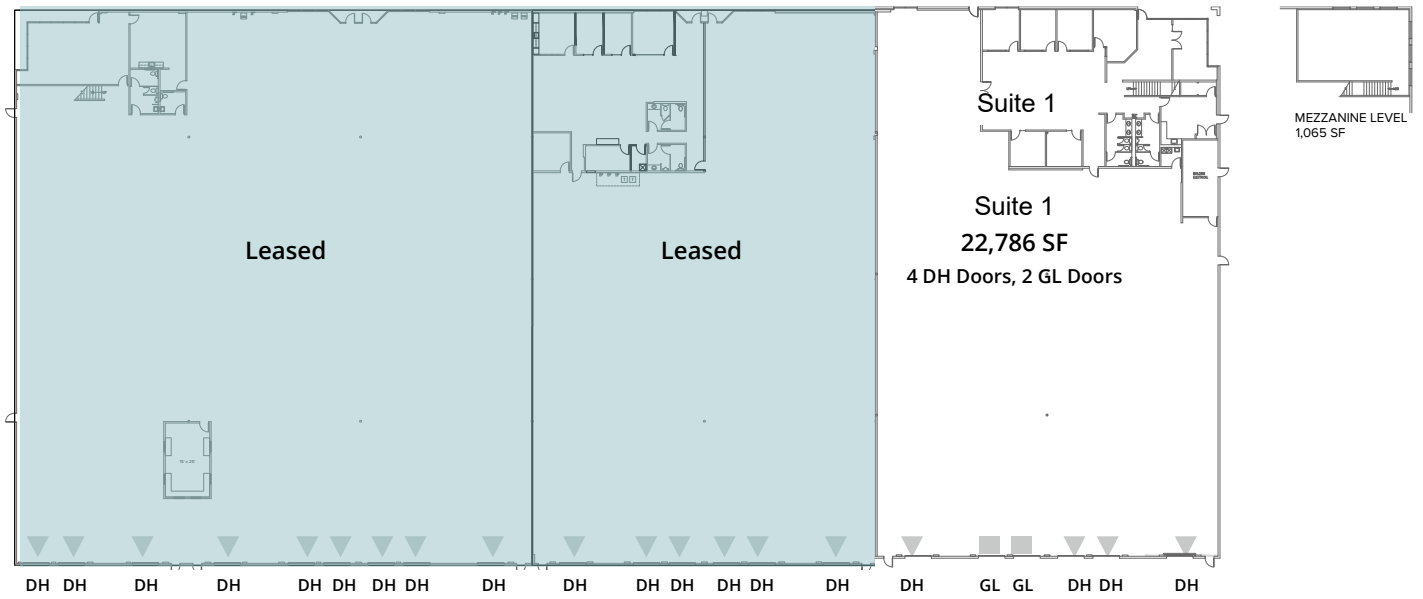 Suite 1
MEZZANINE LEVEL
1,065 SF
Leased
Leased
Suite 1
22,786 SF
4 DH Doors, 2 GL Doors
DH DH DH DH DH DH DH DH DH DH DH DH DH DH DH DH GL GL DH DH DH